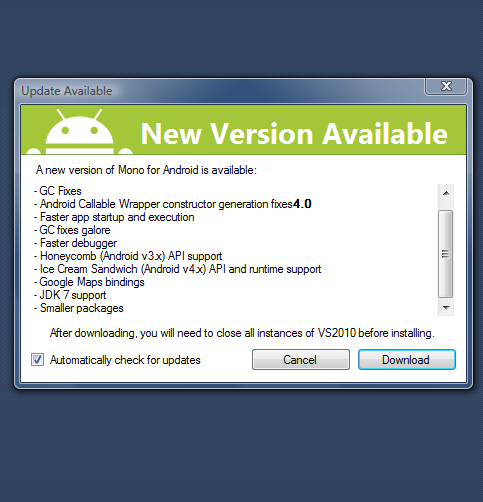 Update Available
New Version Available
A new version of Mono for Android is available:
- GC Fixes
- Android Callable Wrapper constructor generation fixes4.0
- Faster app startup and execution
- GC fixes galore
- Faster debugger
- Honeycomb (Android v3.x) API support
- Ice Cream Sandwich (Android v4.x) API and runtime support
- Google Maps bindings
- JDK 7 support
- Smaller packages
After downloading, you will need to close all instances of VS2010 before installing.
Automatically check for updates
Cancel
Download